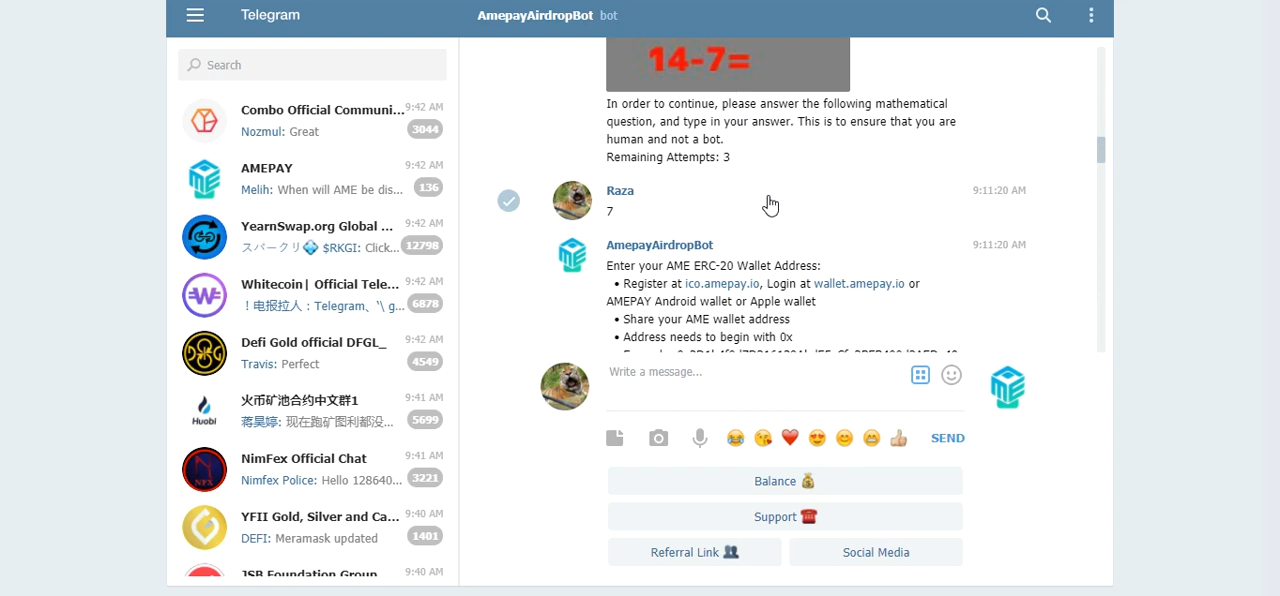 Telegram
AmepayAirdropBot bot
Search
Combo Official Communi... 9:42 AM
Nozmul: Great 3044
AMEPAY 9:42 AM
Melih: When will AME be dis... 136
YearnSwap.org Global ... 9:42 AM
スパークリ💠 $RKGI: Click... 12798
Whitecoin| Official Tele... 9:42 AM
！电报拉人：Telegram、'\ g... 6878
Defi Gold official DFGL_ 9:42 AM
Travis: Perfect 4549
火币矿池合约中文群1 9:41 AM
Huobi
蒋昊婷: 现在跑矿图利都没... 5699
NimFex Official Chat 9:41 AM
NFX
Nimfex Police: Hello 128640... 3221
YFII Gold, Silver and Ca... 9:40 AM
DEFI: Meramask updated 1401
JSB Foundation Group 9:40 AM
14-7=
In order to continue, please answer the following mathematical
question, and type in your answer. This is to ensure that you are
human and not a bot.
Remaining Attempts: 3
Raza 9:11:20 AM
7
AmepayAirdropBot 9:11:20 AM
Enter your AME ERC-20 Wallet Address:
• Register at ico.amepay.io, Login at wallet.amepay.io or
AMEPAY Android wallet or Apple wallet
• Share your AME wallet address
• Address needs to begin with 0x
Write a message...
ME
SEND
Balance 💰
Support ☎️
Referral Link 👥
Social Media